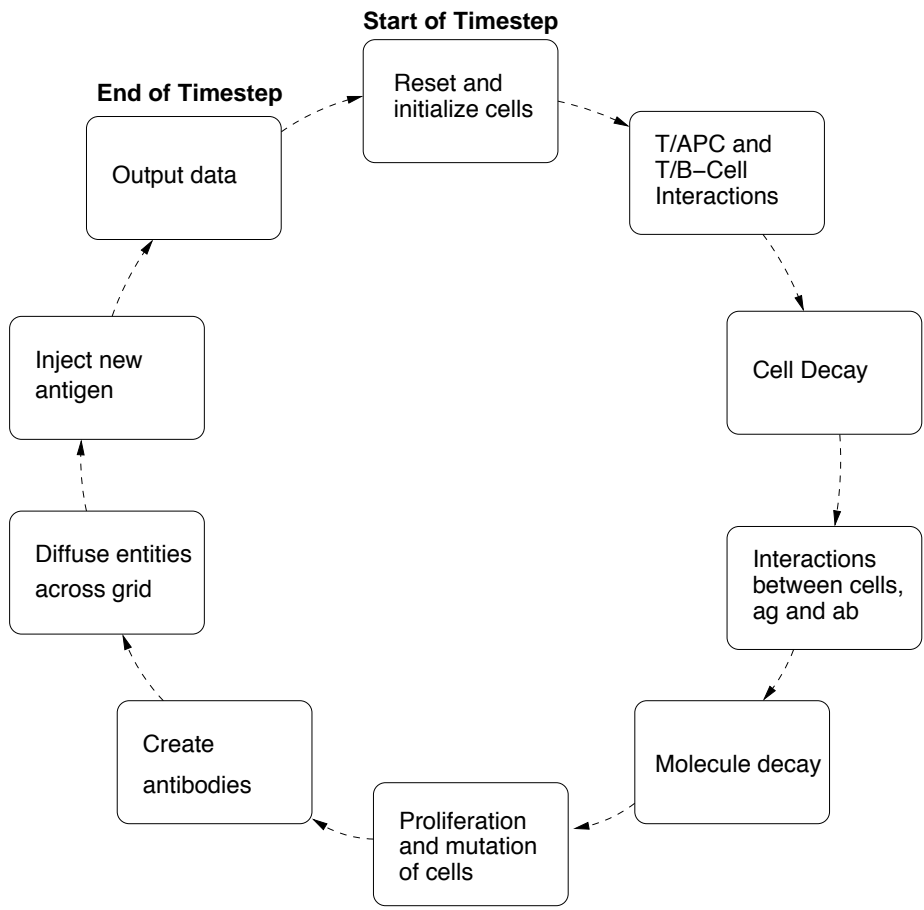 Start of Timestep
Reset and
initialize cells
T/APC and
T/B−Cell
Interactions
Cell Decay
Interactions
between cells,
ag and ab
Molecule decay
Proliferation
and mutation
of cells
Create
antibodies
Diffuse entities
across grid
Inject new
antigen
End of Timestep
Output data